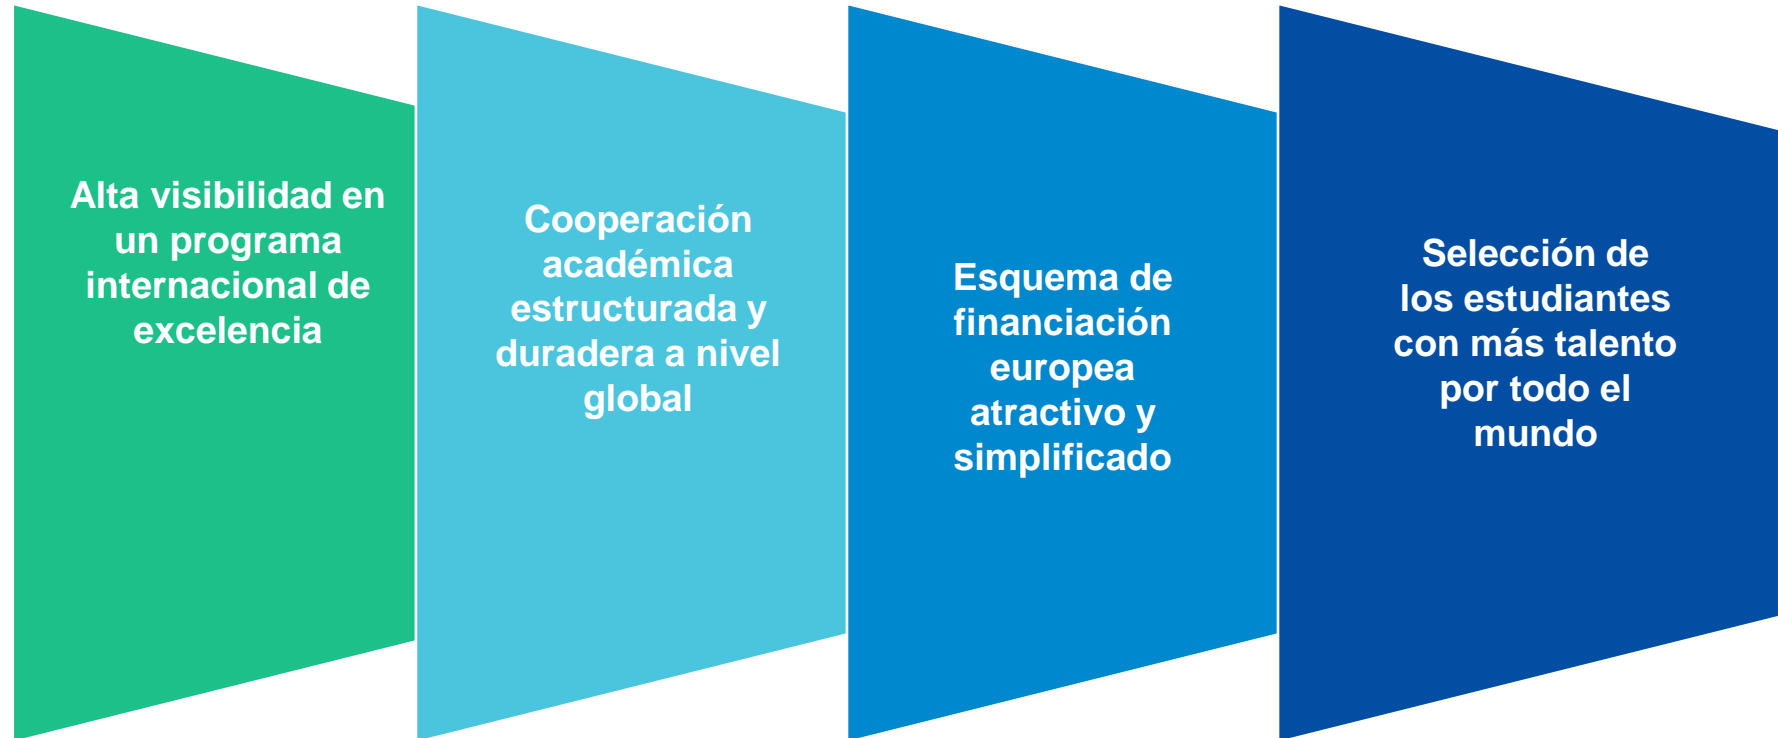 Alta visibilidad en
un programa
internacional de
excelencia
Cooperación
académica
estructurada y
duradera a nivel
global
Esquema de
financiación
europea
atractivo y
simplificado
Selección de
los estudiantes
con más talento
por todo el
mundo